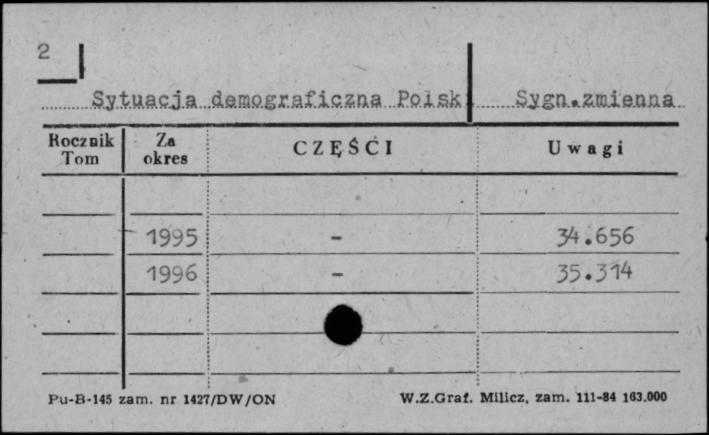 2
Sytuacja demograficzna Polski Sygn.zmienna
Rocznik Tom Za okres CZĘŚCI Uwagi
1995 - 34.656
1996 - 35.314
Pu-B-145 zam. nr 1427/DW/ON W.Z.Graf. Milicz, zam. 111-84 163.000